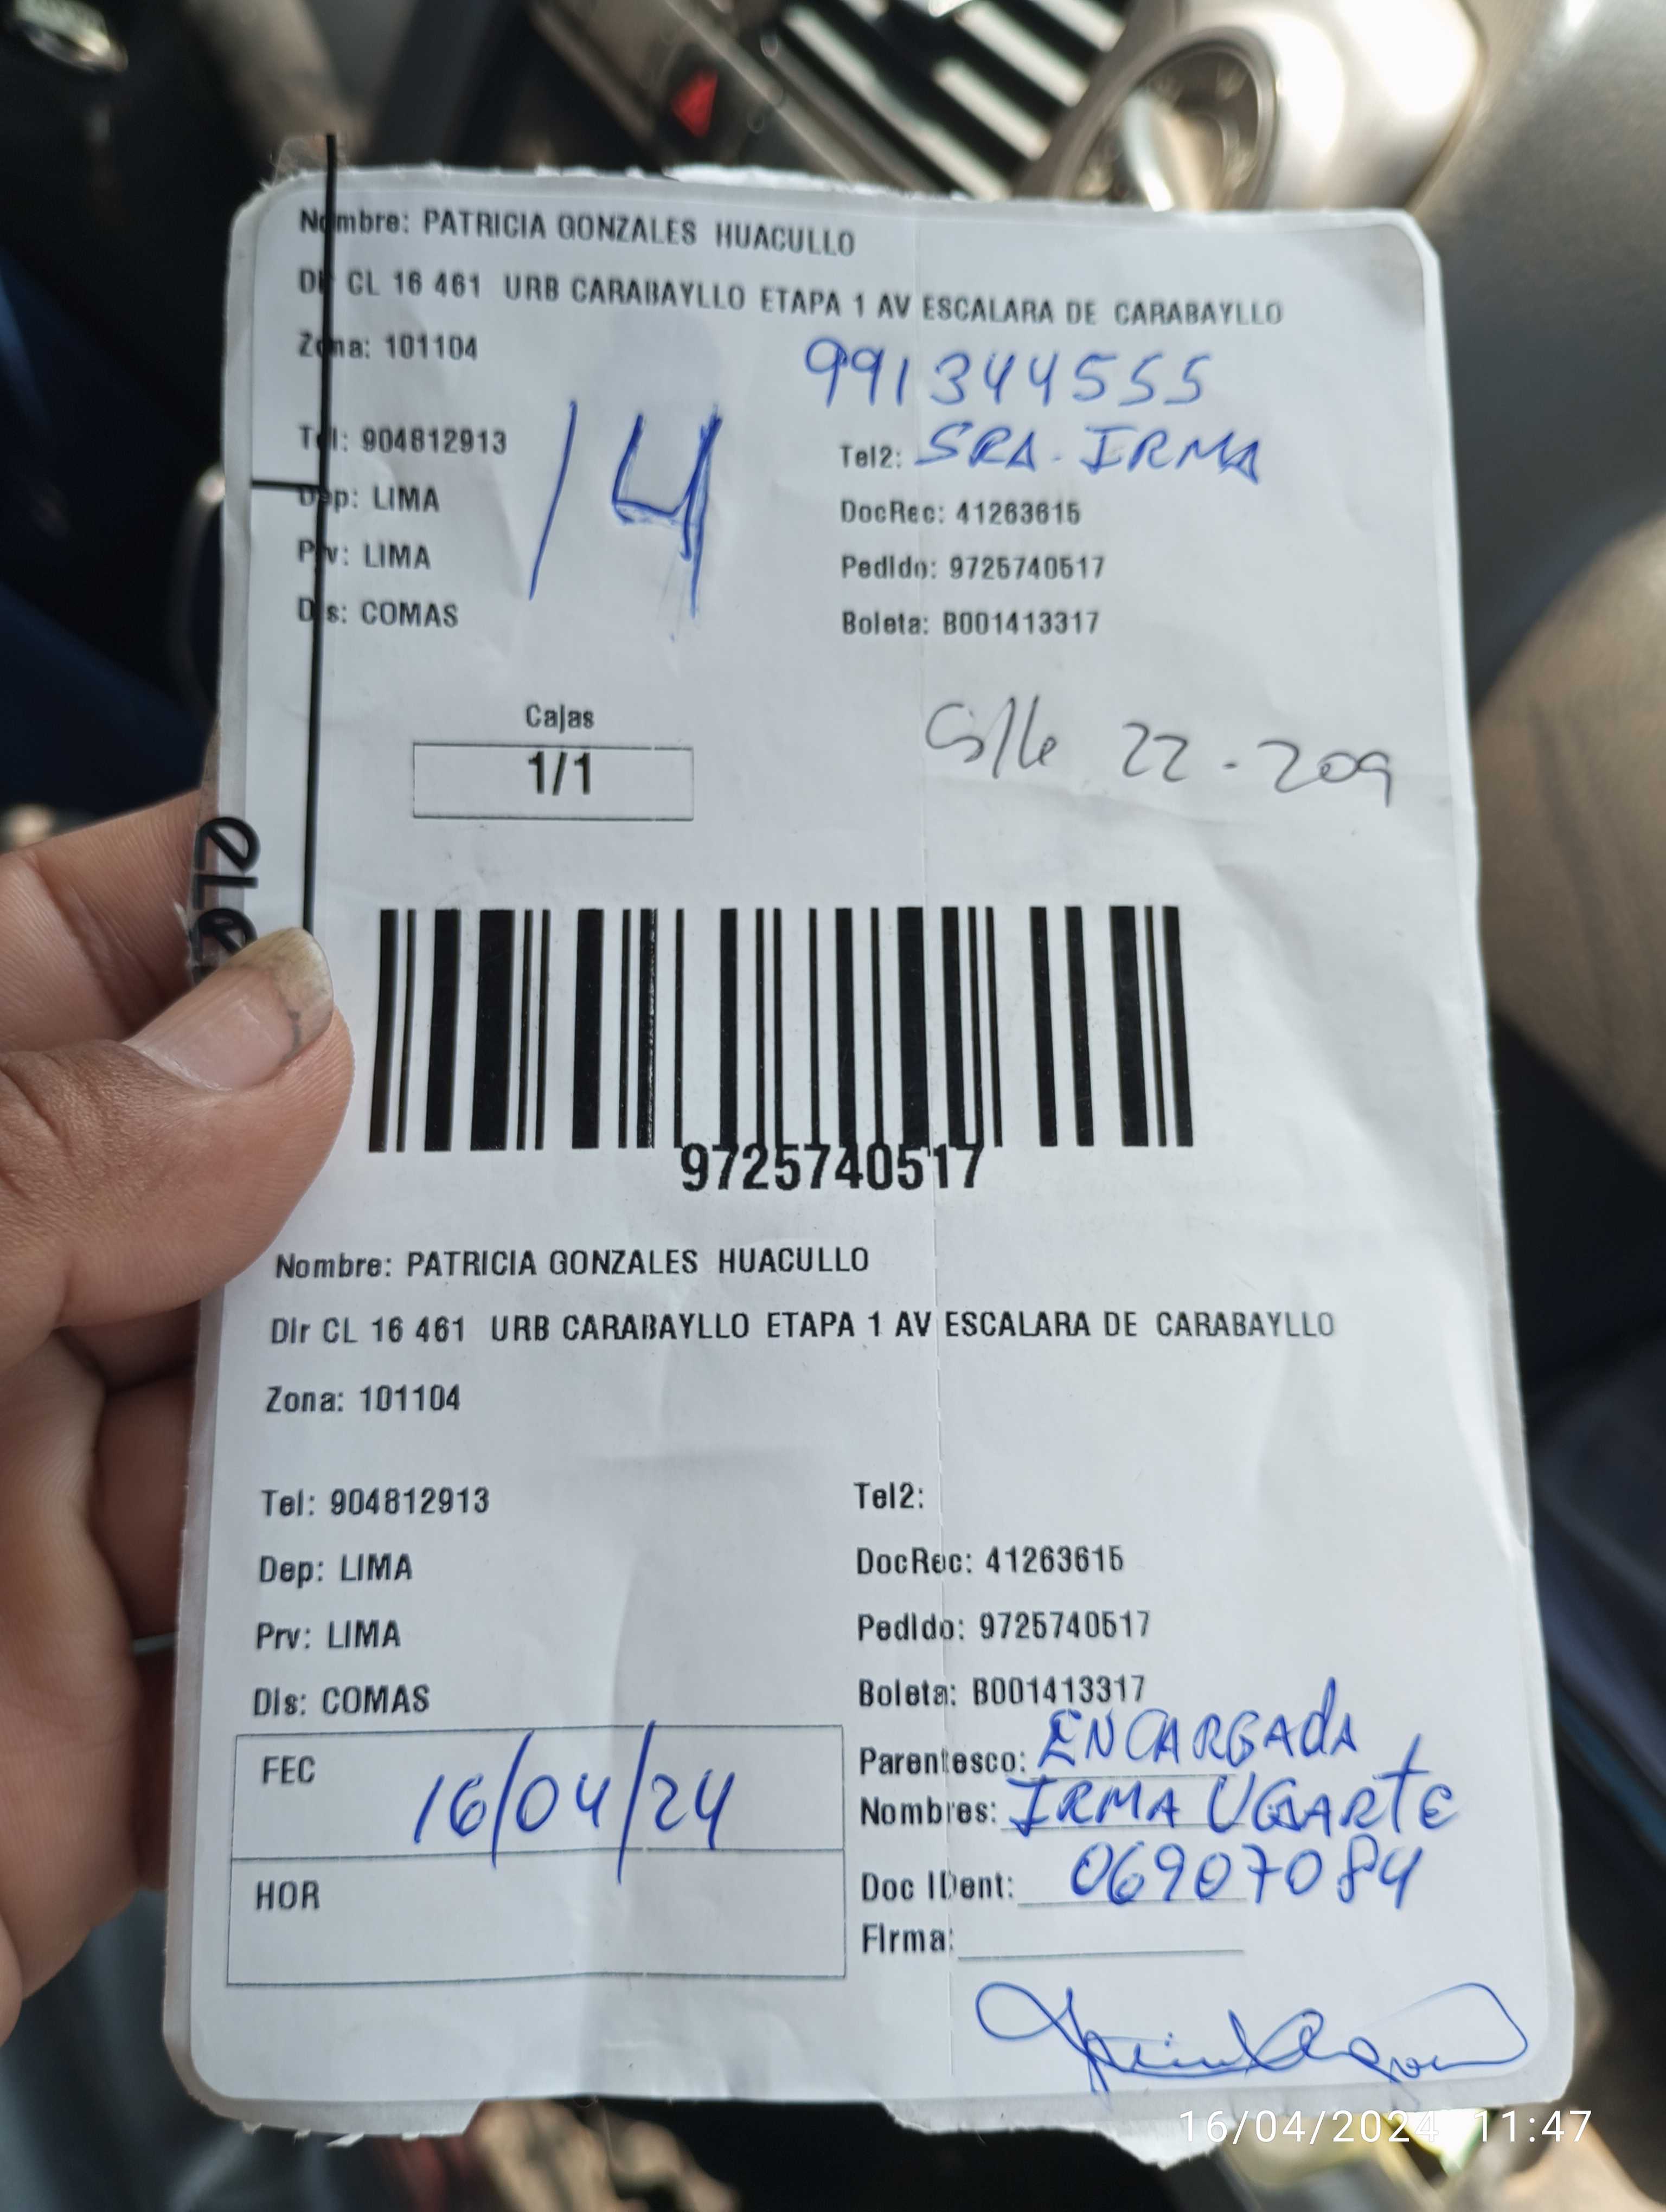 Nombre: PATRICIA GONZALES HUACULLO
Dir CL 16 461 URB CARABAYLLO ETAPA 1 AV ESCALARA DE CARABAYLLO
Zona: 101104
991344555
Tel: 904812913
14
Tel2: SRA. IRMA
Dep: LIMA
DocRec: 41263615
Prv: LIMA
Pedido: 9725740517
Dis: COMAS
Boleta: B001413317
Cajas
1/1
Calle 22-209
9725740517
Nombre: PATRICIA GONZALES HUACULLO
Dir CL 16 461 URB CARABAYLLO ETAPA 1 AV ESCALARA DE CARABAYLLO
Zona: 101104
Tel: 904812913
Tel2:
Dep: LIMA
DocRec: 41263615
Prv: LIMA
Pedido: 9725740517
Dis: COMAS
Boleta: B001413317
FEC 16/04/24
Parentesco: ENCARGADA
Nombres: IRMA UGARTE
HOR
Doc IDent: 06907084
Firma:
16/04/2024 11:47